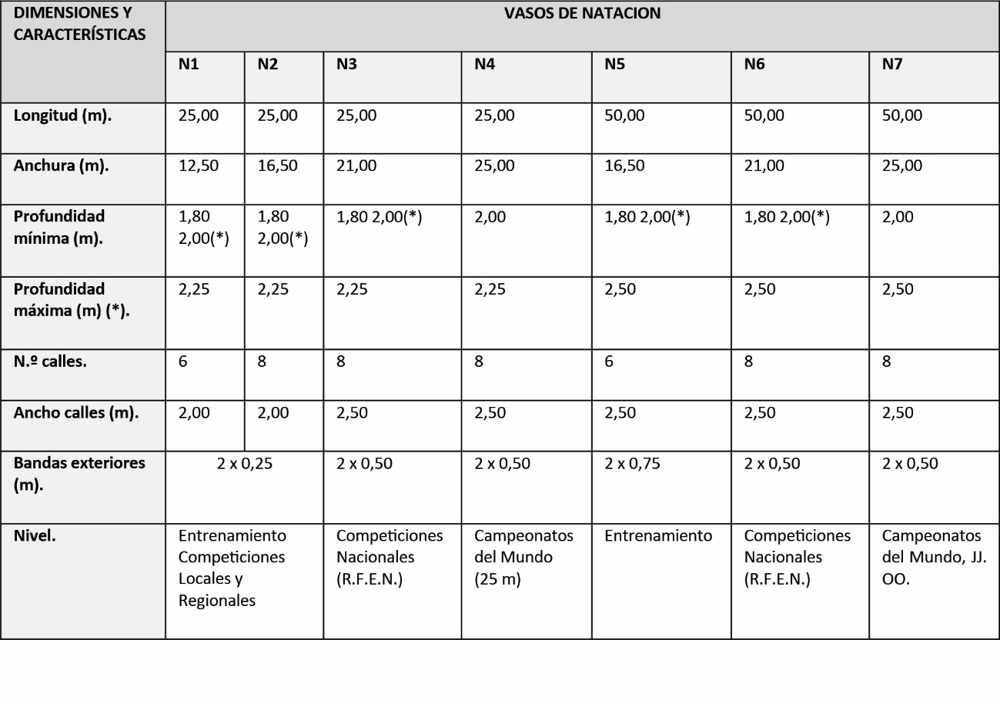 DIMENSIONES Y
CARACTERÍSTICAS
VASOS DE NATACION
N1 N2 N3 N4 N5 N6 N7
Longitud (m). 25,00 25,00 25,00 25,00 50,00 50,00 50,00
Anchura (m). 12,50 16,50 21,00 25,00 16,50 21,00 25,00
Profundidad
mínima (m).
1,80
2,00(*)
1,80
2,00(*)
1,80 2,00(*)
2,00
1,80 2,00(*)
1,80 2,00(*)
2,00
Profundidad
máxima (m) (*).
2,25 2,25 2,25 2,25 2,50 2,50 2,50
N.º calles. 6 8 8 8 6 8 8
Ancho calles (m). 2,00 2,00 2,50 2,50 2,50 2,50 2,50
Bandas exteriores
(m).
2 x 0,25 2 x 0,50 2 x 0,50 2 x 0,75 2 x 0,50 2 x 0,50
Nivel.
Entrenamiento
Competiciones
Locales y
Regionales
Competiciones
Nacionales
(R.F.E.N.)
Campeonatos
del Mundo
(25 m)
Entrenamiento
Competiciones
Nacionales
(R.F.E.N.)
Campeonatos
del Mundo, JJ.
OO.